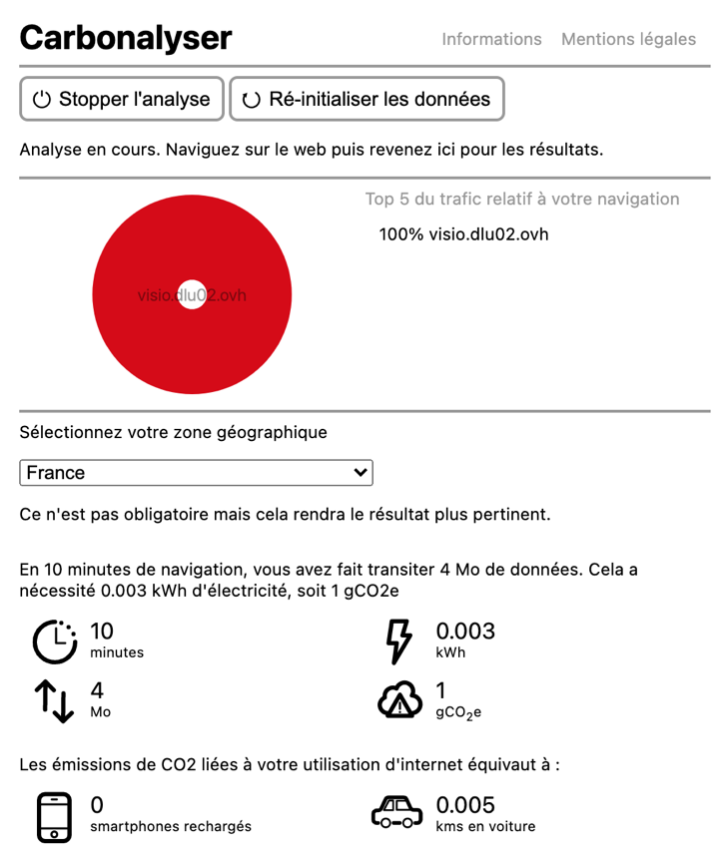 Carbonalyser
Informations Mentions légales
Stopper l'analyse Ré-initialiser les données
Analyse en cours. Naviguez sur le web puis revenez ici pour les résultats.
Top 5 du trafic relatif à votre navigation
100% visio.dlu02.ovh
visio.dlu02.ovh
Sélectionnez votre zone géographique
France
Ce n'est pas obligatoire mais cela rendra le résultat plus pertinent.
En 10 minutes de navigation, vous avez fait transiter 4 Mo de données. Cela a
nécessité 0.003 kWh d'électricité, soit 1 gCO2e
10
minutes
0.003
kWh
4
Mo
1
gCO₂e
Les émissions de CO2 liées à votre utilisation d'internet équivaut à :
0
smartphones rechargés
0.005
kms en voiture